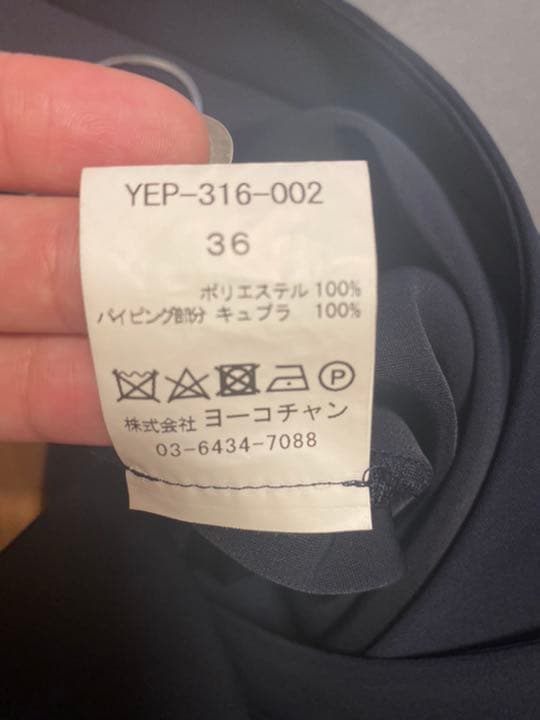 YEP-316-002
36
ポリエステル 100%
パイピング部分 キュプラ 100%
P
株式会社 ヨーコチャン
03-6434-7088